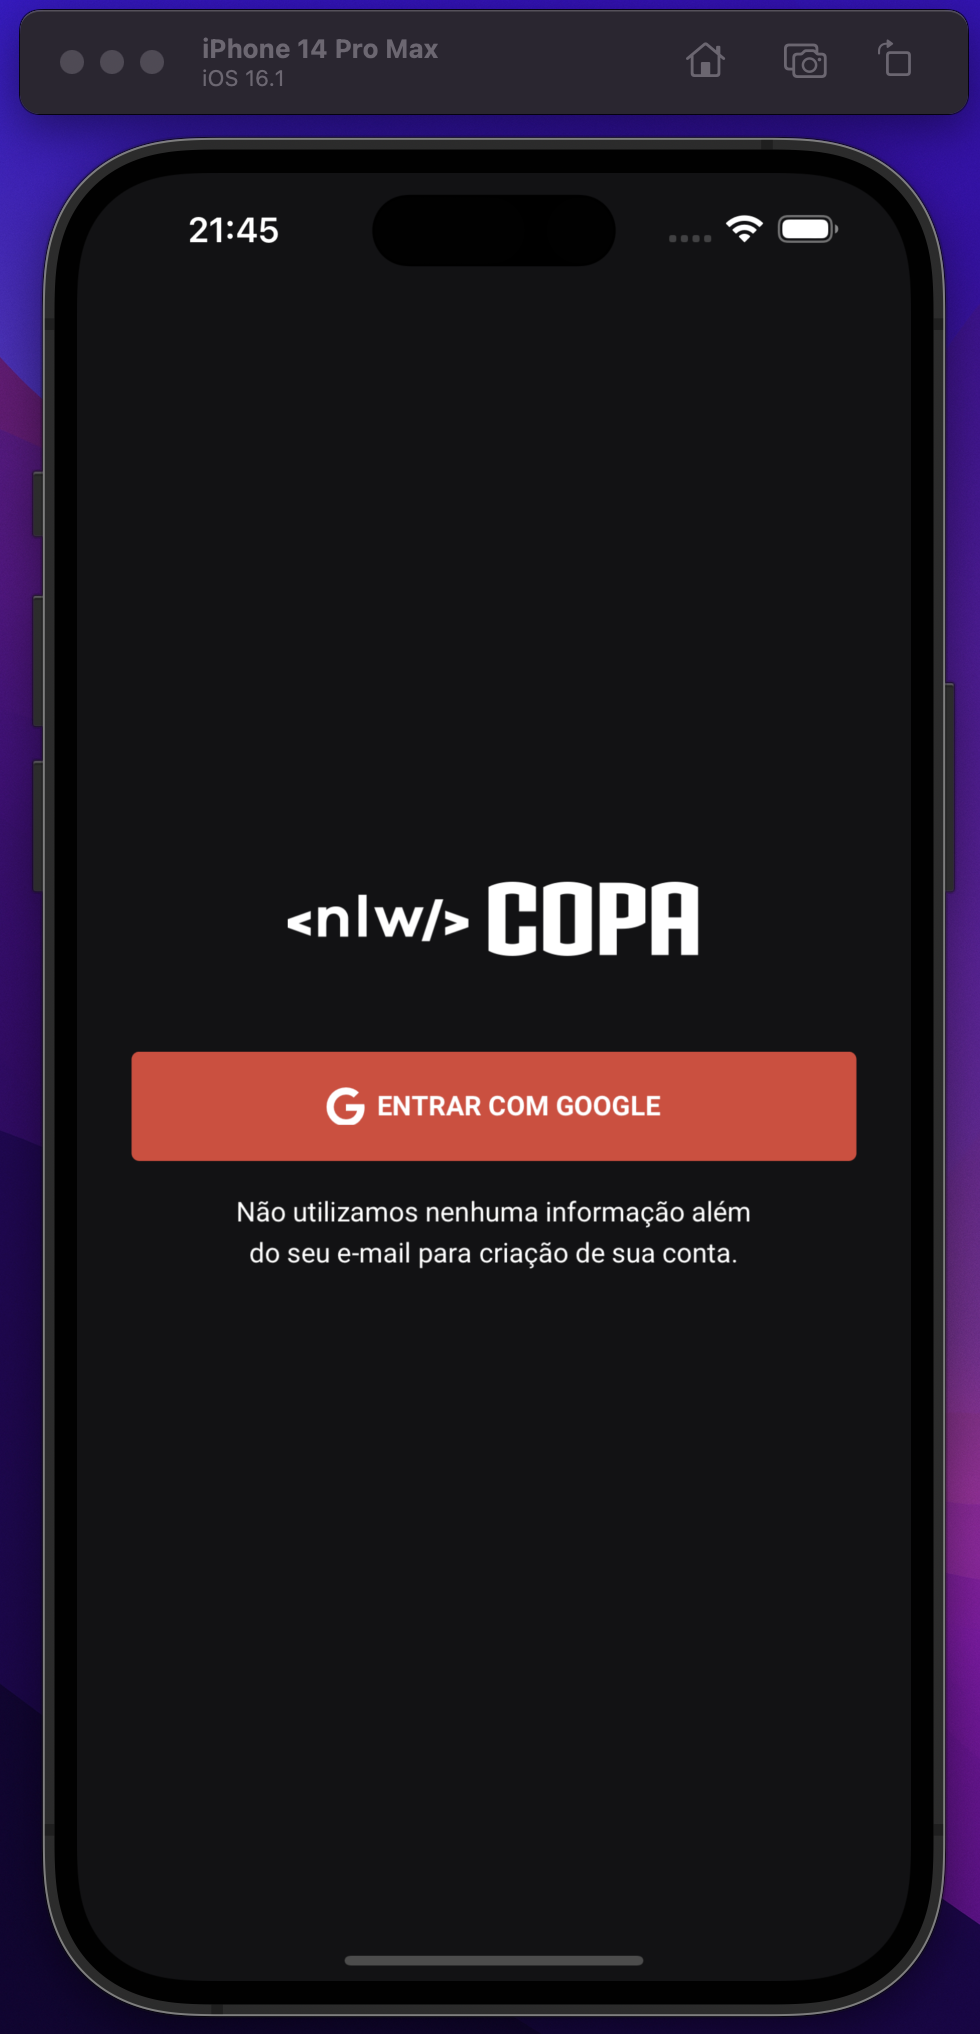 iPhone 14 Pro Max
iOS 16.1
21:45
<nlw/> COPA
ENTRAR COM GOOGLE
Não utilizamos nenhuma informação além
do seu e-mail para criação de sua conta.